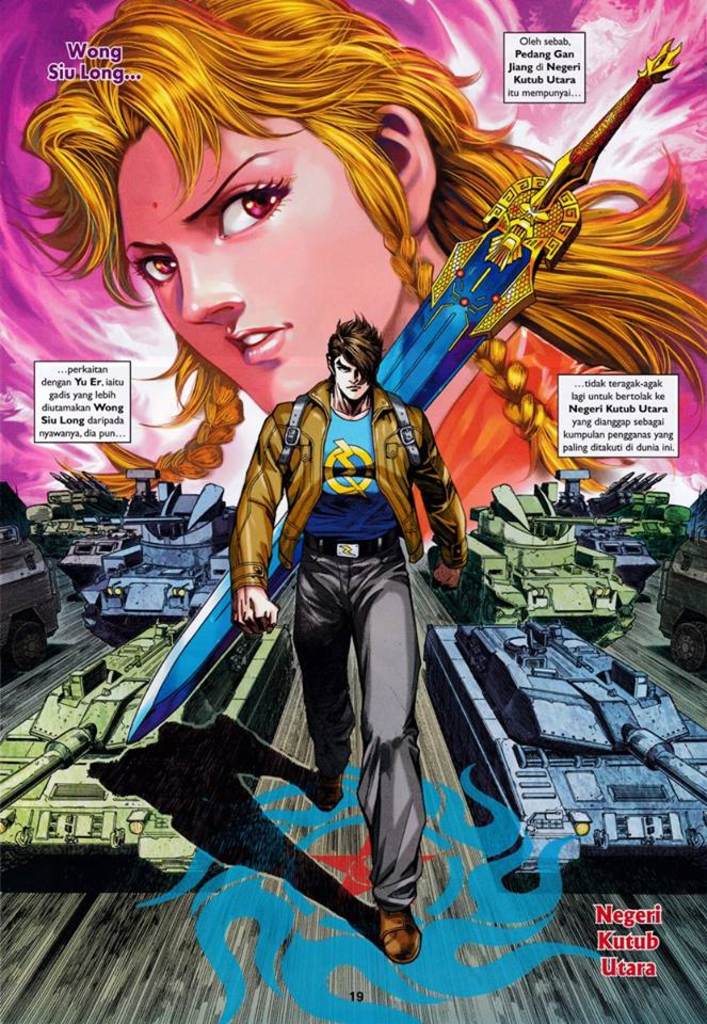 Wong
Siu Long...
Oleh sebab,
Pedang Gan
Jiang di Negeri
Kutub Utara
itu mempunyai...
...perkaitan
dengan Yu Er, iaitu
gadis yang lebih
diutamakan Wong
Siu Long daripada
nyawanya, dia pun...
...tidak teragak-agak
lagi untuk bertolak ke
Negeri Kutub Utara
yang dianggap sebagai
kumpulan pengganas yang
paling ditakuti di dunia ini.
Negeri
Kutub
Utara
19